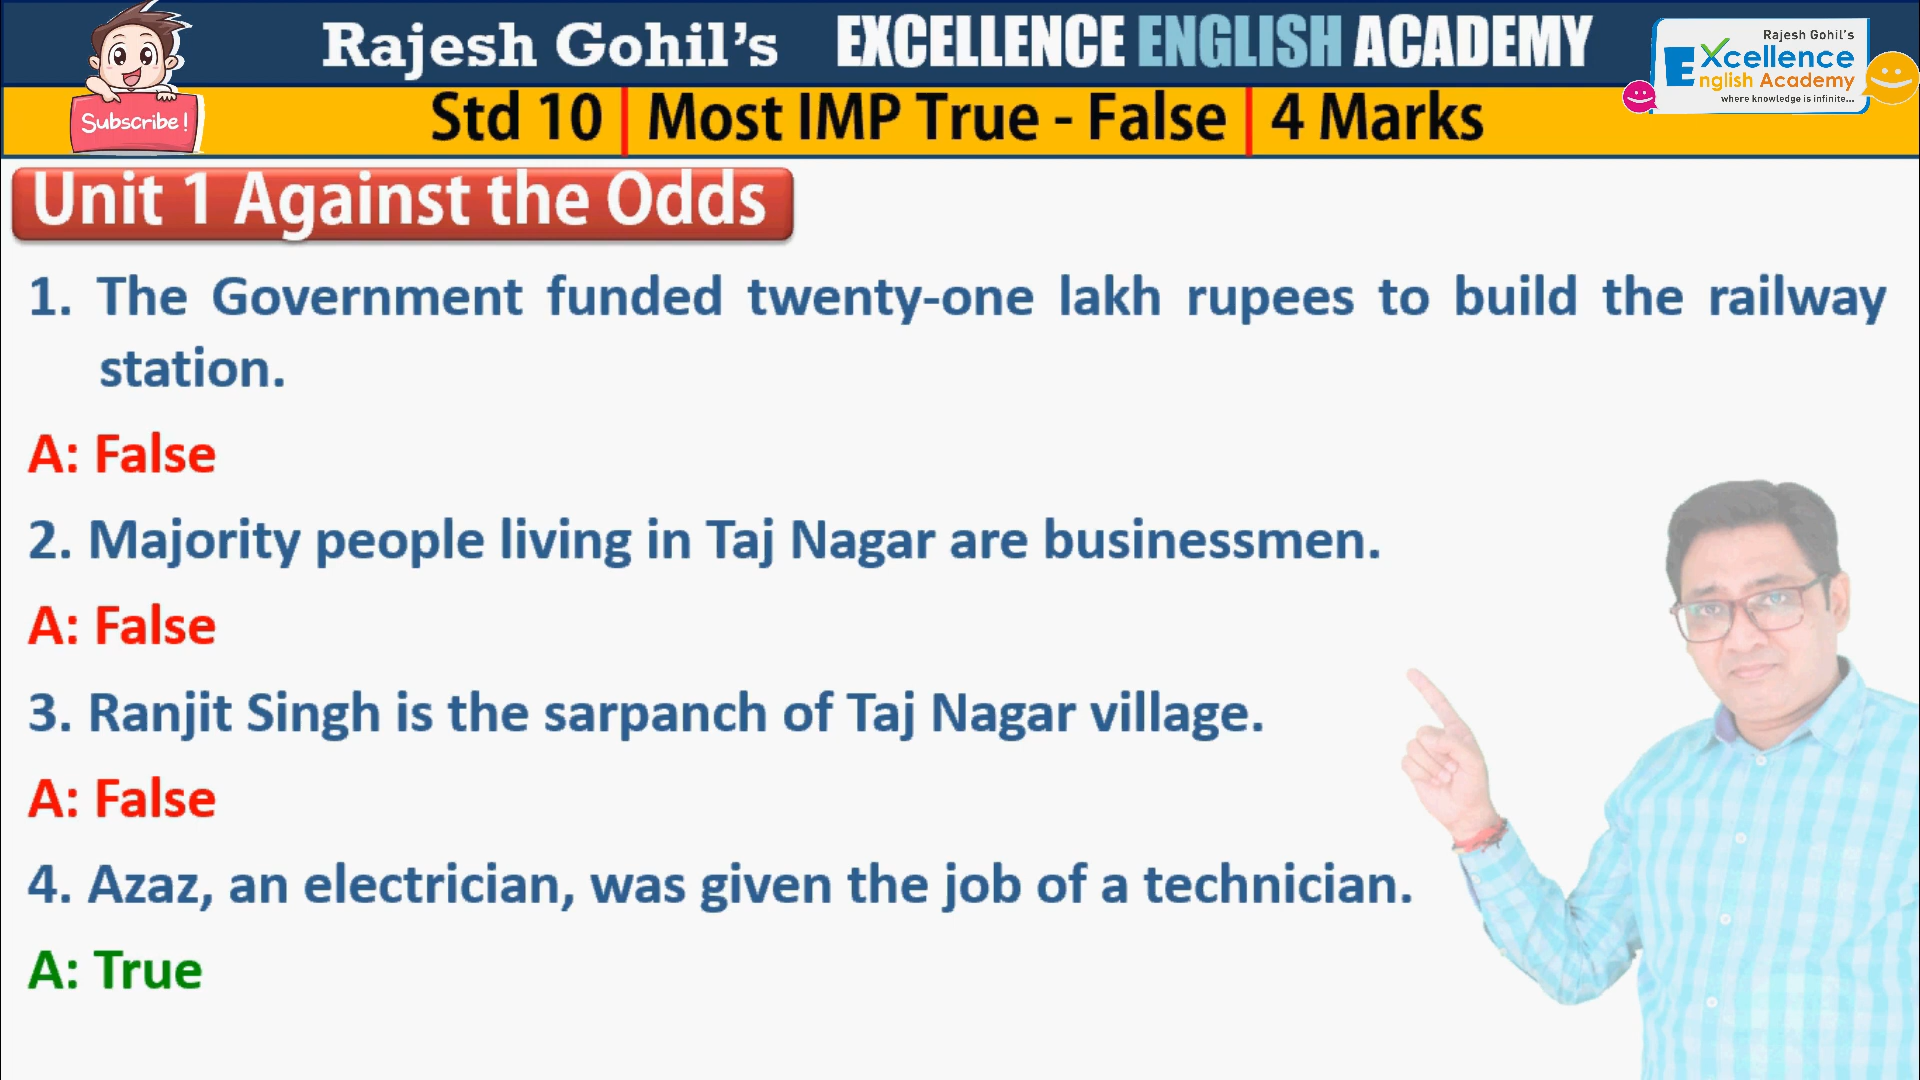 Rajesh Gohil's EXCELLENCE ENGLISH ACADEMY
Rajesh Gohil's
Excellence
English Academy
where knowledge is infinite...
Subscribe!
Std 10 | Most IMP True - False | 4 Marks
Unit 1 Against the Odds
1. The Government funded twenty-one lakh rupees to build the railway
station.
A: False
2. Majority people living in Taj Nagar are businessmen.
A: False
3. Ranjit Singh is the sarpanch of Taj Nagar village.
A: False
4. Azaz, an electrician, was given the job of a technician.
A: True